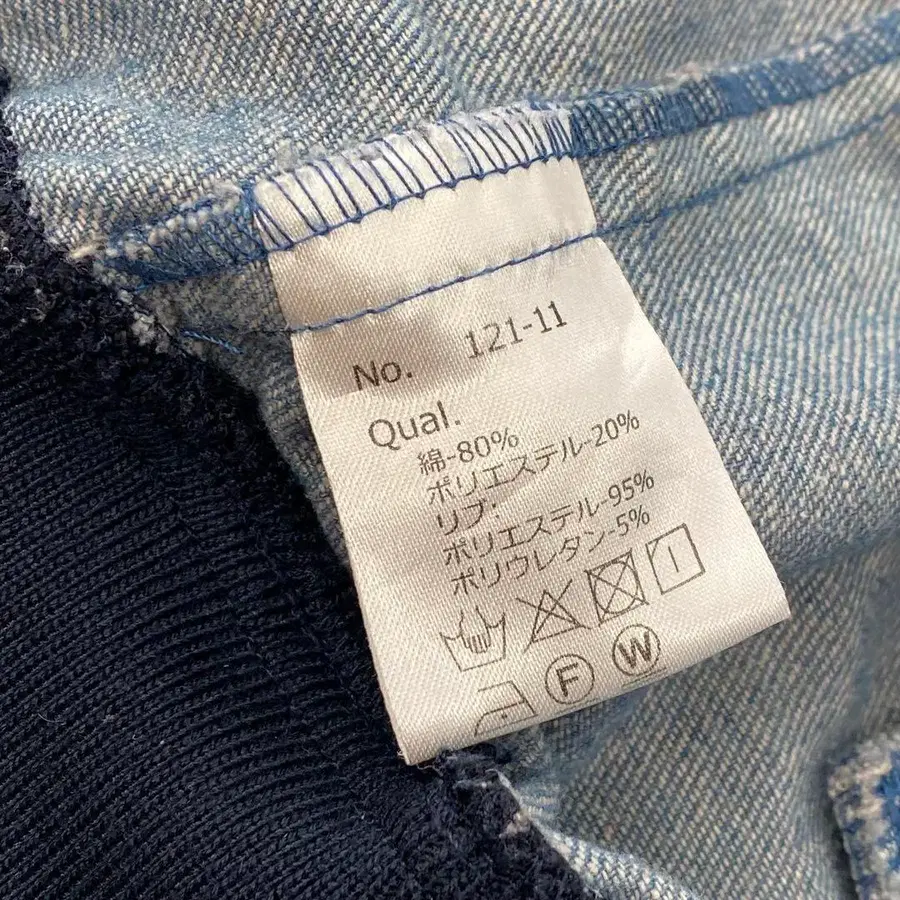 No. 121-11
Qual.
綿-80%
ポリエステル-20%
リブ:
ポリエステル-95%
ポリウレタン-5%
F W